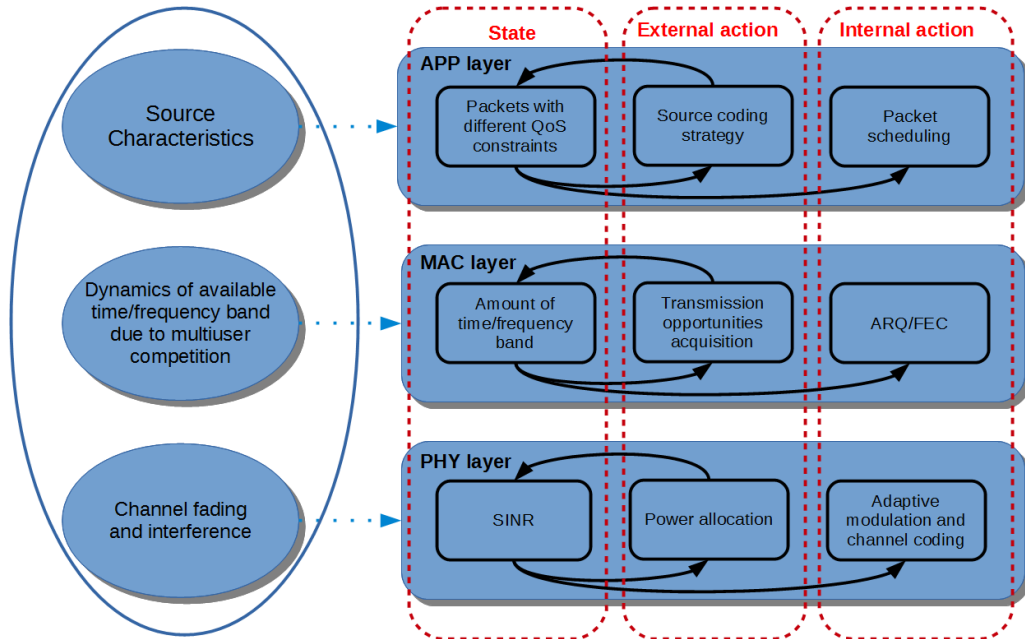 State
External action
Internal action
APP layer
Source
Characteristics
Packets with
different QoS
constraints
Source coding
strategy
Packet
scheduling
MAC layer
Dynamics of available
time/frequency band
due to multiuser
competition
Amount of
time/frequency
band
Transmission
opportunities
acquisition
ARQ/FEC
PHY layer
Channel fading
and interference
SINR
Power allocation
Adaptive
modulation and
channel coding